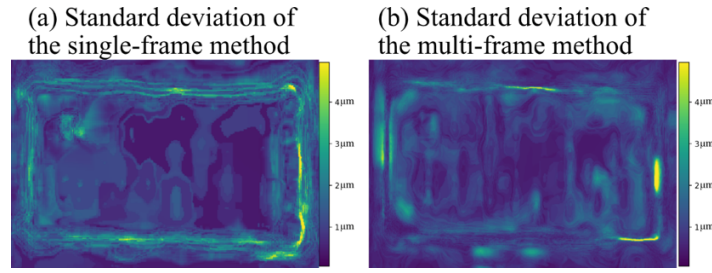 (a) Standard deviation of
the single-frame method
(b) Standard deviation of
the multi-frame method
4μm
3μm
2μm
1μm
4μm
3μm
2μm
1μm